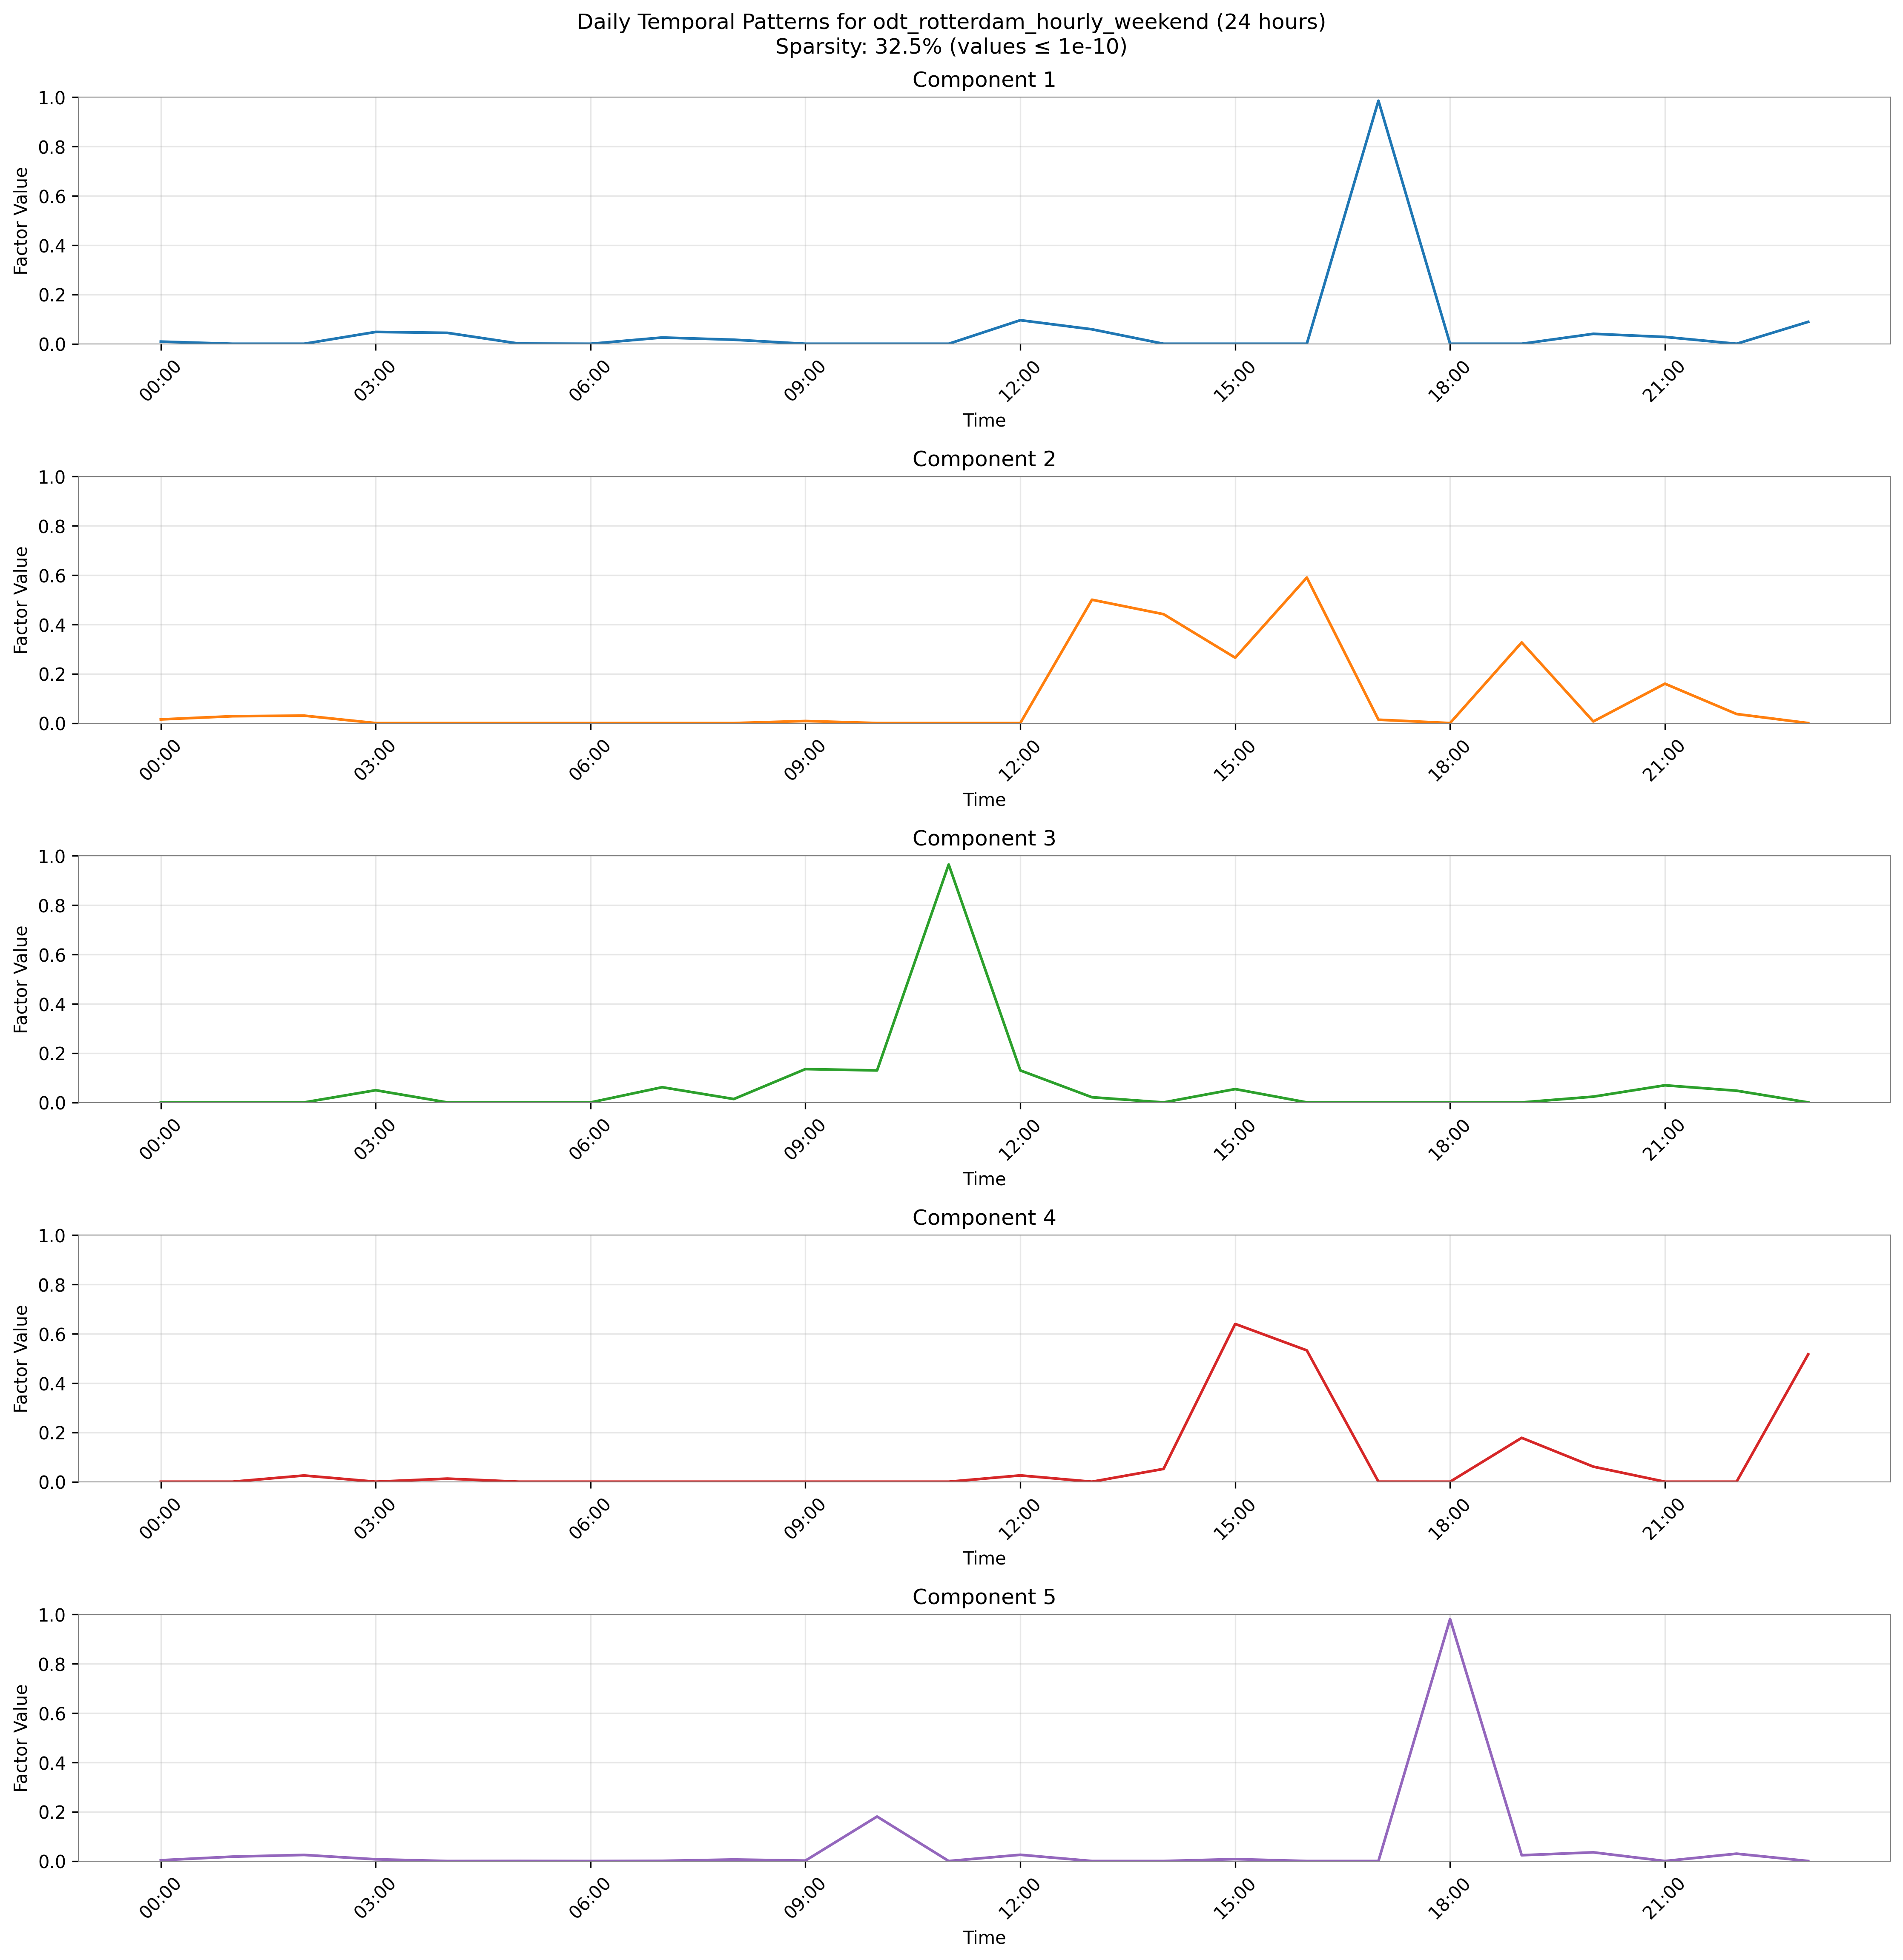 Daily Temporal Patterns for odt_rotterdam_hourly_weekend (24 hours)
Sparsity: 32.5% (values ≤ 1e-10)
Component 1
1.0
0.8
0.6
0.4
0.2
0.0
Factor Value
00:00 03:00 06:00 09:00 12:00 15:00 18:00 21:00
Time
Component 2
1.0
0.8
0.6
0.4
0.2
0.0
Factor Value
00:00 03:00 06:00 09:00 12:00 15:00 18:00 21:00
Time
Component 3
1.0
0.8
0.6
0.4
0.2
0.0
Factor Value
00:00 03:00 06:00 09:00 12:00 15:00 18:00 21:00
Time
Component 4
1.0
0.8
0.6
0.4
0.2
0.0
Factor Value
00:00 03:00 06:00 09:00 12:00 15:00 18:00 21:00
Time
Component 5
1.0
0.8
0.6
0.4
0.2
0.0
Factor Value
00:00 03:00 06:00 09:00 12:00 15:00 18:00 21:00
Time